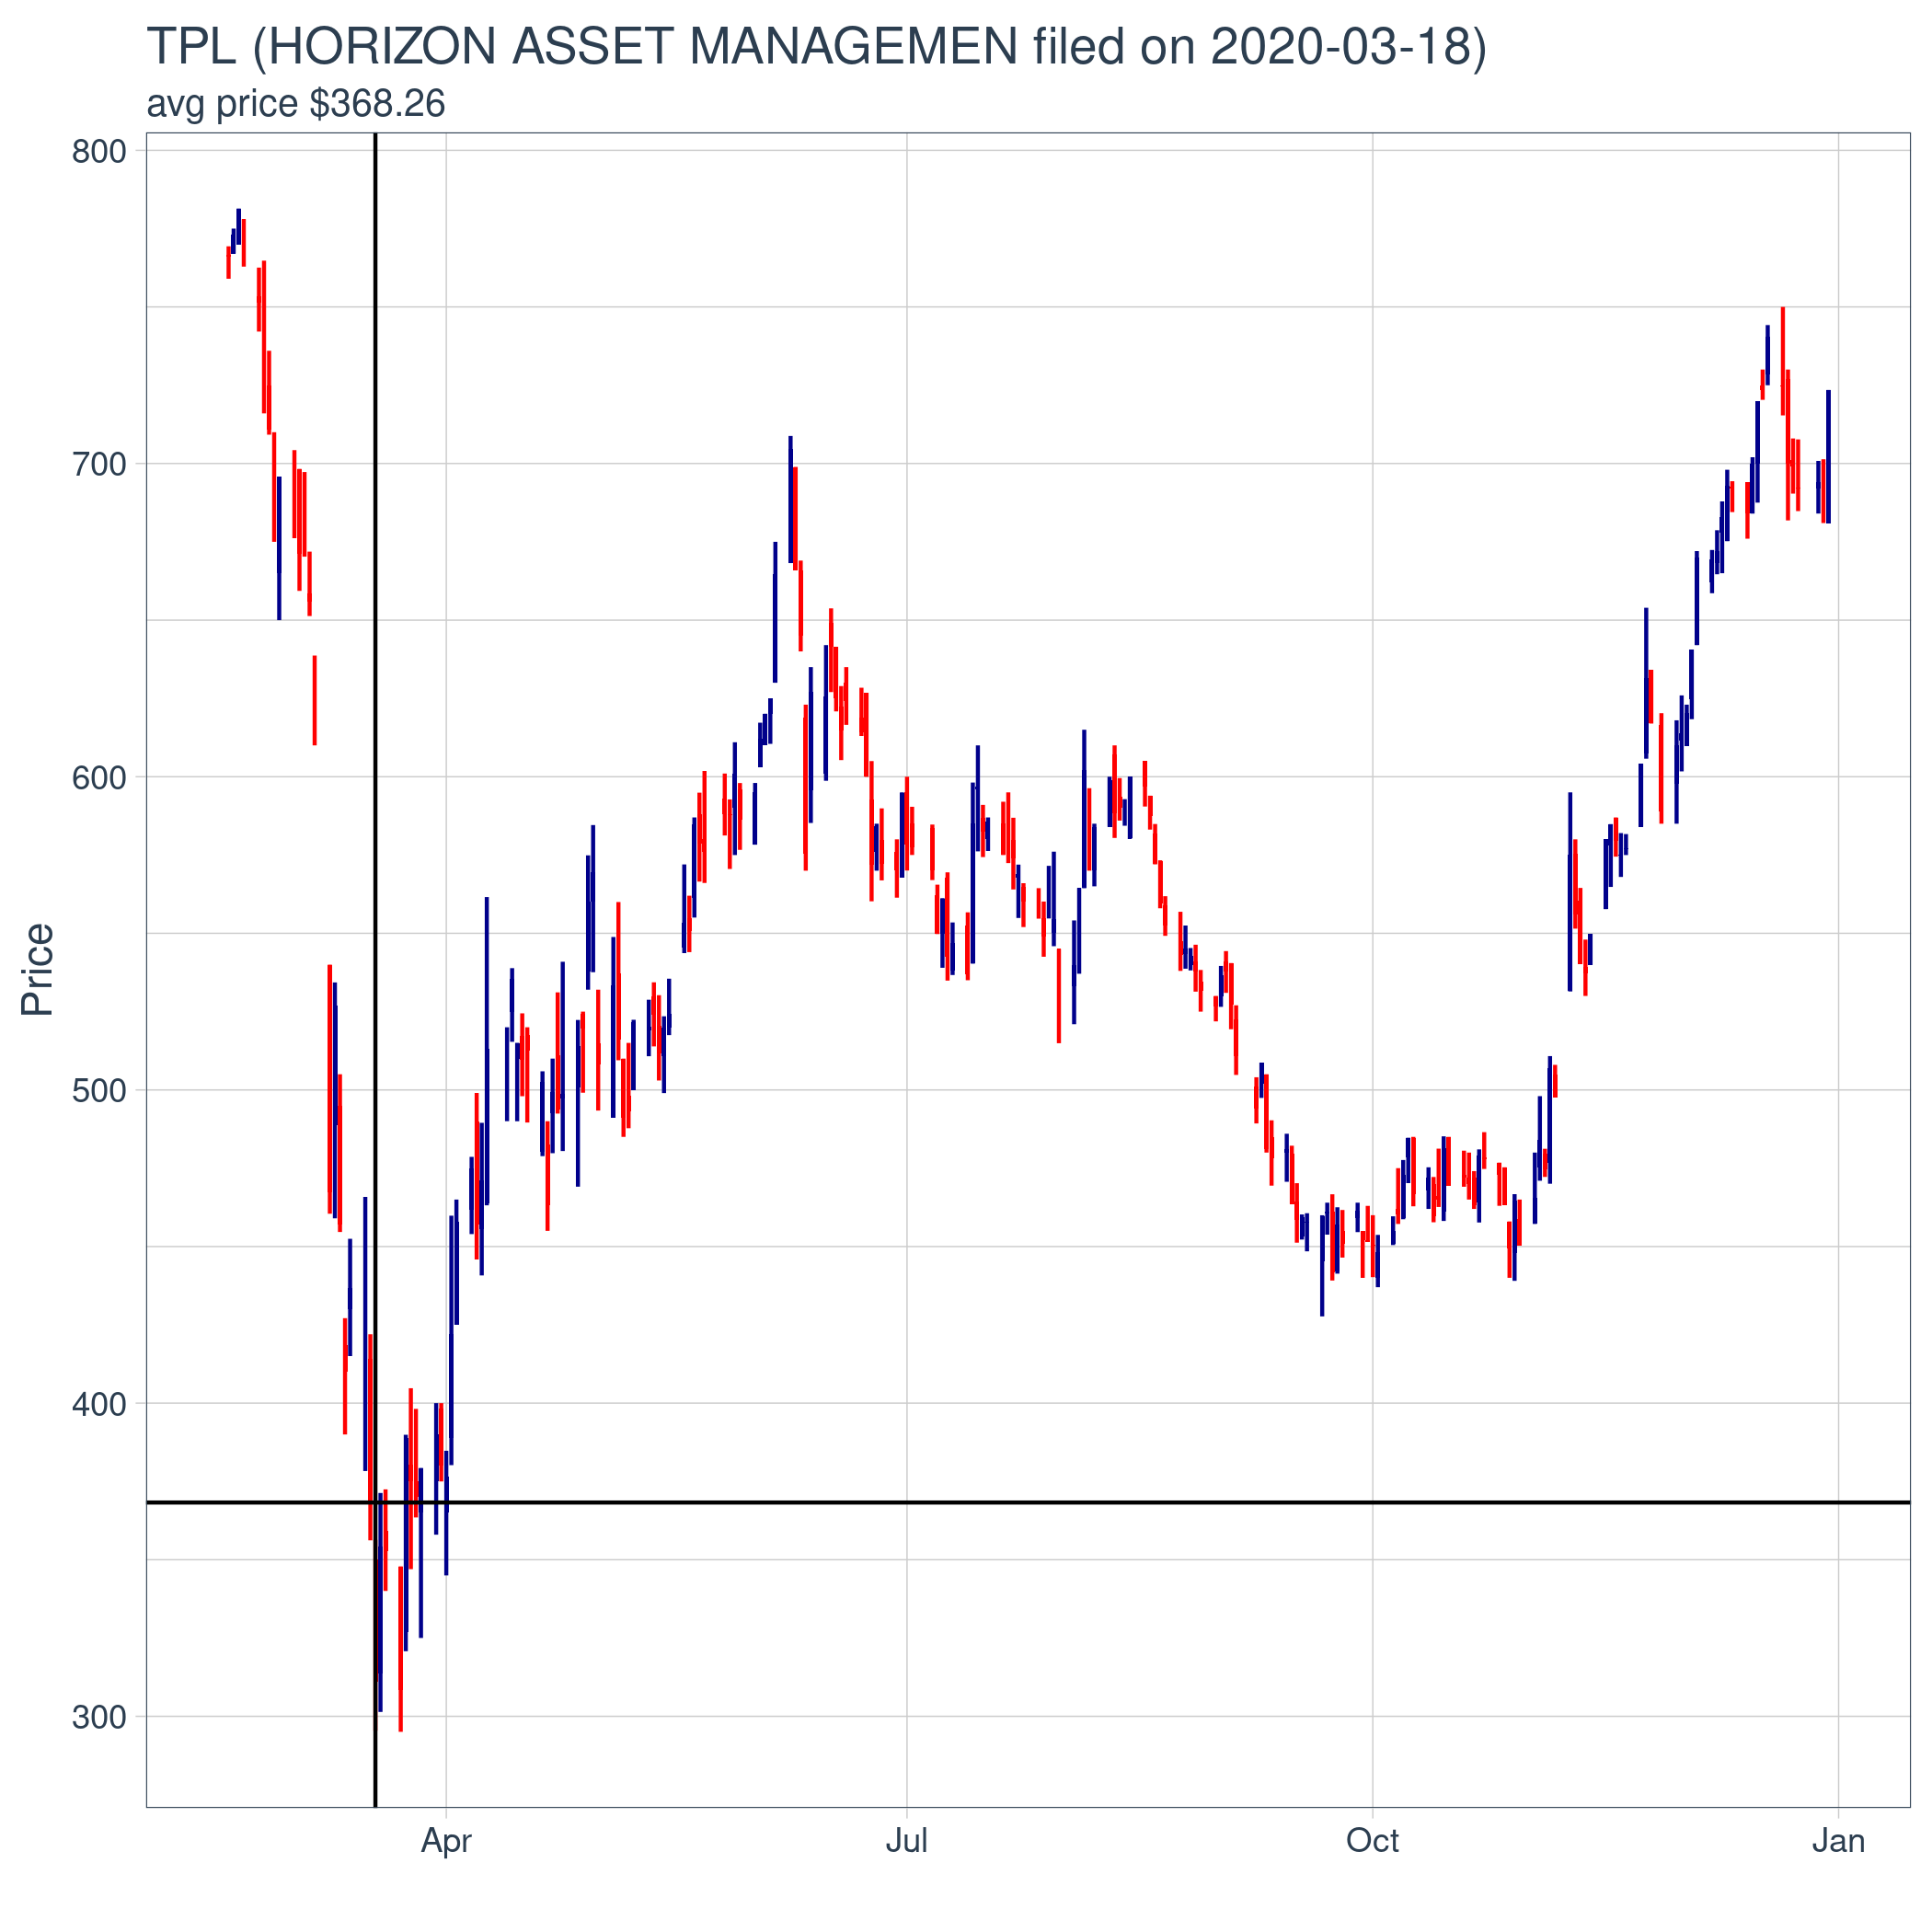 TPL (HORIZON ASSET MANAGEMEN filed on 2020-03-18)
avg price $368.26
800
700
600
500
400
300
Price
Apr Jul Oct Jan